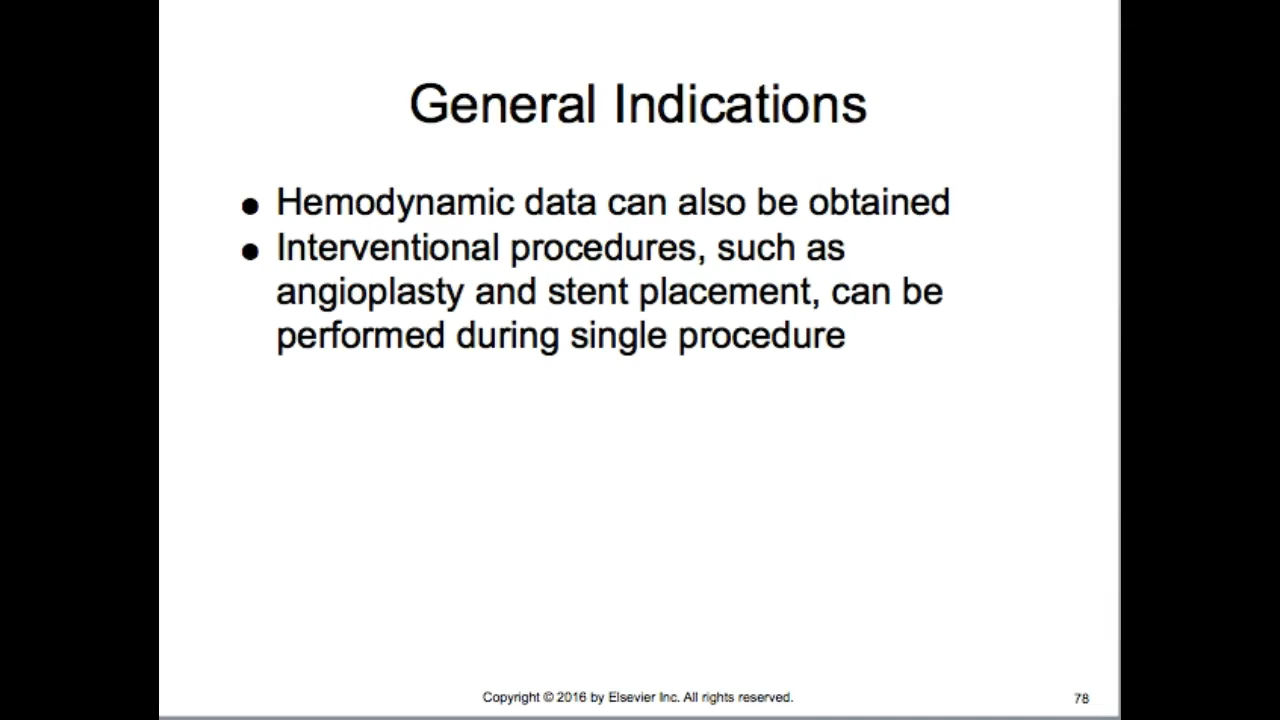 General Indications
● Hemodynamic data can also be obtained
● Interventional procedures, such as
angioplasty and stent placement, can be
performed during single procedure
Copyright © 2016 by Elsevier Inc. All rights reserved.
78